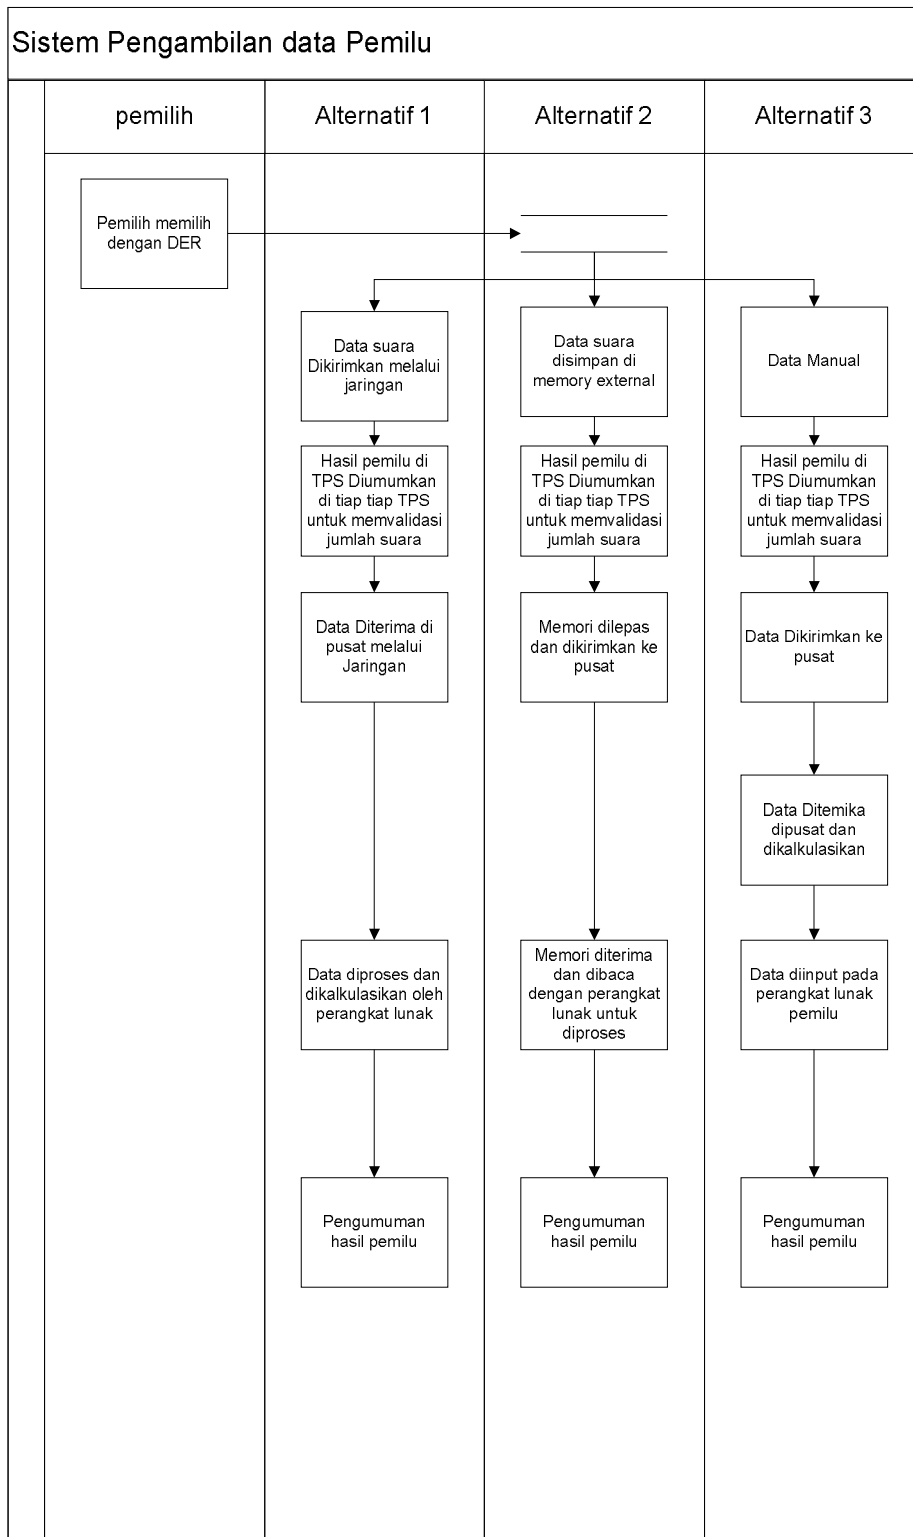 Sistem Pengambilan data Pemilu
pemilih
Alternatif 1
Alternatif 2
Alternatif 3
Pemilih memilih
dengan DER
Data suara
Dikirimkan melalui
jaringan
Data suara
disimpan di
memory external
Data Manual
Hasil pemilu di
TPS Diumumkan
di tiap tiap TPS
untuk memvalidasi
jumlah suara
Hasil pemilu di
TPS Diumumkan
di tiap tiap TPS
untuk memvalidasi
jumlah suara
Hasil pemilu di
TPS Diumumkan
di tiap tiap TPS
untuk memvalidasi
jumlah suara
Data Diterima di
pusat melalui
Jaringan
Memori dilepas
dan dikirimkan ke
pusat
Data Dikirimkan ke
pusat
Data Ditemika
dipusat dan
dikalkulasikan
Data diproses dan
dikalkulasikan oleh
perangkat lunak
Memori diterima
dan dibaca
dengan perangkat
lunak untuk
diproses
Data diinput pada
perangkat lunak
pemilu
Pengumuman
hasil pemilu
Pengumuman
hasil pemilu
Pengumuman
hasil pemilu